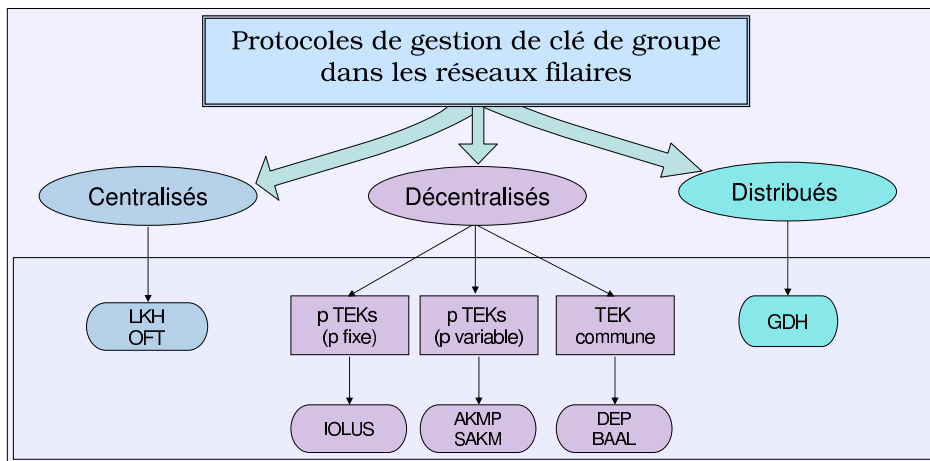 Protocoles de gestion de clé de groupe
dans les réseaux filaires
Centralisés
Décentralisés
Distribués
LKH
OFT
p TEKs
(p fixe)
p TEKs
(p variable)
TEK
commune
GDH
IOLUS
AKMP
SAKM
DEP
BAAL